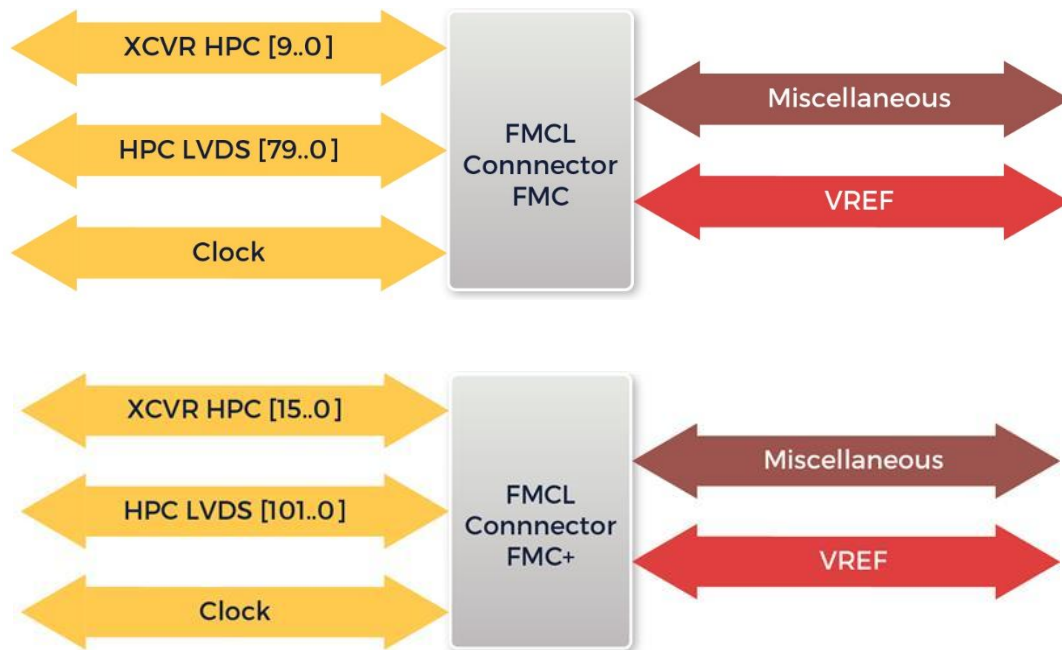 XCVR HPC [9..0]
HPC LVDS [79..0]
Clock
FMCL
Connnector
FMC
Miscellaneous
VREF
XCVR HPC [15..0]
HPC LVDS [101..0]
Clock
FMCL
Connnector
FMC+
Miscellaneous
VREF